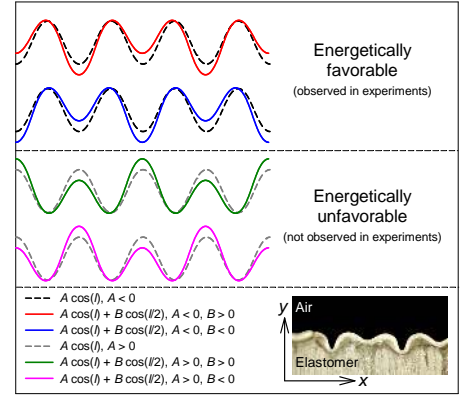 Energetically
favorable
(observed in experiments)
Energetically
unfavorable
(not observed in experiments)
A cos(l), A < 0
A cos(l) + B cos(l/2), A < 0, B > 0
A cos(l) + B cos(l/2), A < 0, B < 0
A cos(l), A > 0
A cos(l) + B cos(l/2), A > 0, B > 0
A cos(l) + B cos(l/2), A > 0, B < 0
y
Air
Elastomer
x